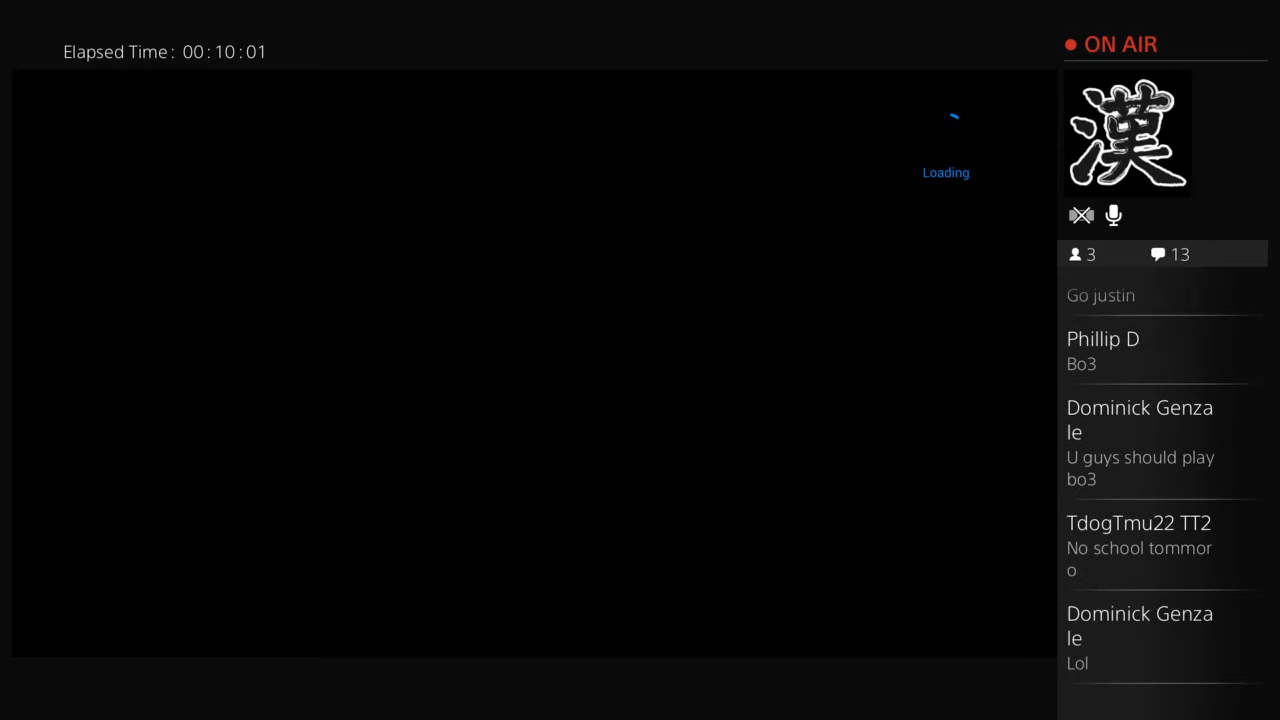 Elapsed Time: 00:10:01
ON AIR
漢
3 13
Loading
Go justin
Phillip D
Bo3
Dominick Genza
le
U guys should play
bo3
TdogTmu22 TT2
No school tommor
o
Dominick Genza
le
Lol